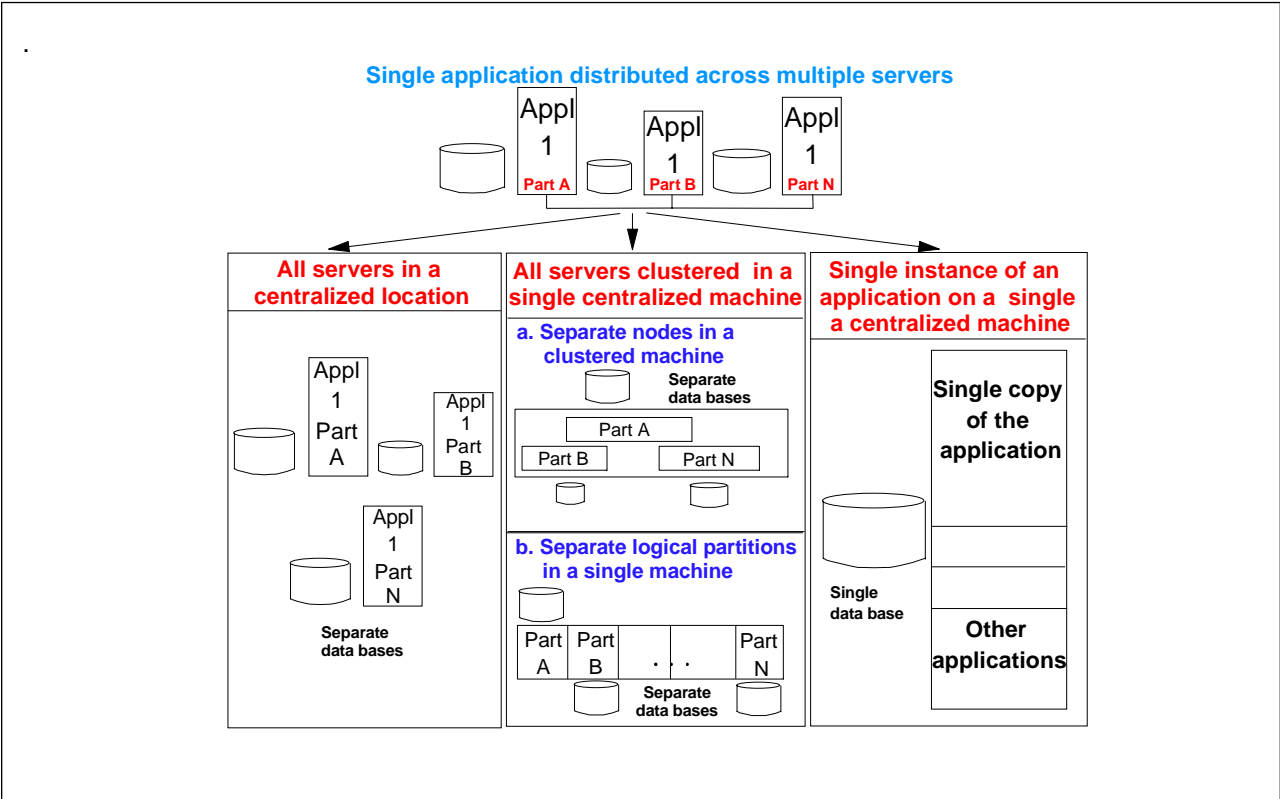 .
Single application distributed across multiple servers
Appl
1
Part A
Appl
1
Part B
Appl
1
Part N
All servers in a
centralized location
Appl
1
Part
A
Appl
1
Part
B
Appl
1
Part
N
Separate
data bases
All servers clustered in a
single centralized machine
a. Separate nodes in a
clustered machine
Separate
data bases
Part A
Part B
Part N
b. Separate logical partitions
in a single machine
Part
A
Part
B
. . .
Part
N
Separate
data bases
Single instance of an
application on a single
a centralized machine
Single copy
of the
application
Single
data base
Other
applications